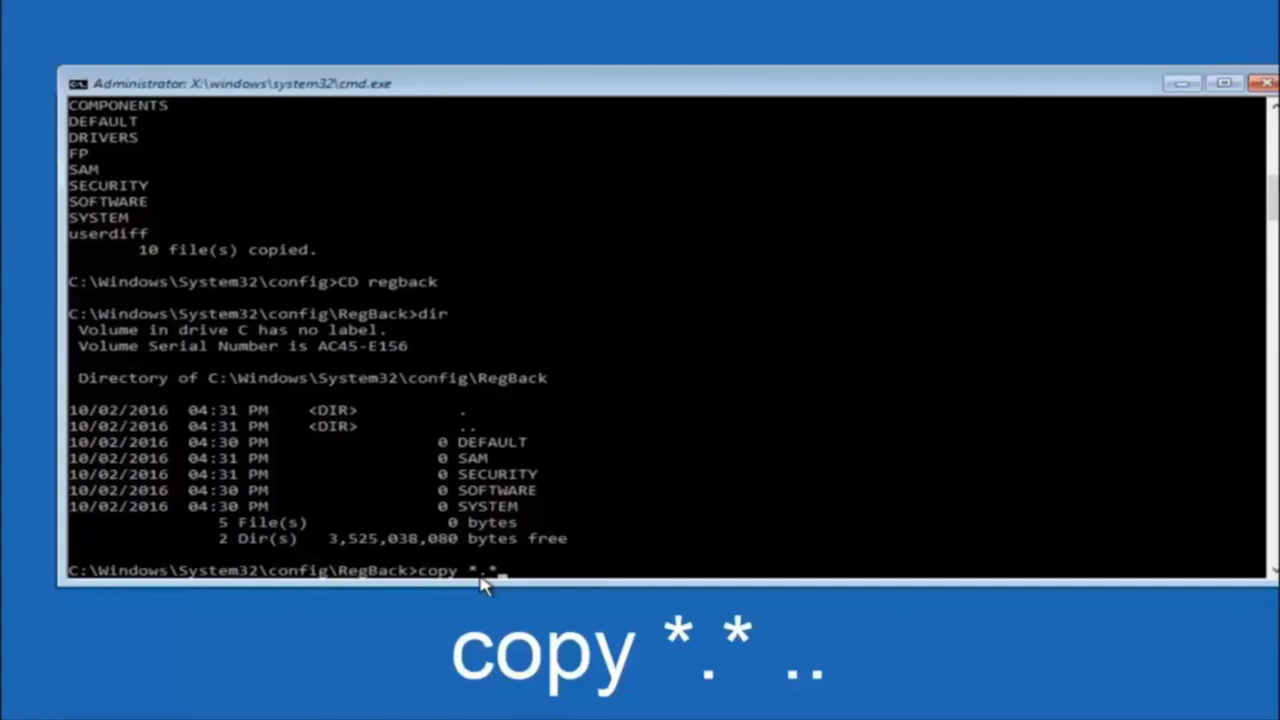 Administrator: X:\windows\system32\cmd.exe
COMPONENTS
DEFAULT
DRIVERS
FP
SAM
SECURITY
SOFTWARE
SYSTEM
userdiff
10 file(s) copied.
C:\Windows\System32\config>CD regback
C:\Windows\System32\config\RegBack>dir
Volume in drive C has no label.
Volume Serial Number is AC45-E156
Directory of C:\Windows\System32\config\RegBack
10/02/2016 04:31 PM <DIR> .
10/02/2016 04:31 PM <DIR> ..
10/02/2016 04:30 PM 0 DEFAULT
10/02/2016 04:31 PM 0 SAM
10/02/2016 04:31 PM 0 SECURITY
10/02/2016 04:30 PM 0 SOFTWARE
10/02/2016 04:30 PM 0 SYSTEM
5 File(s) 0 bytes
2 Dir(s) 3,525,038,080 bytes free
C:\Windows\System32\config\RegBack>copy *.*_
copy *.* ..